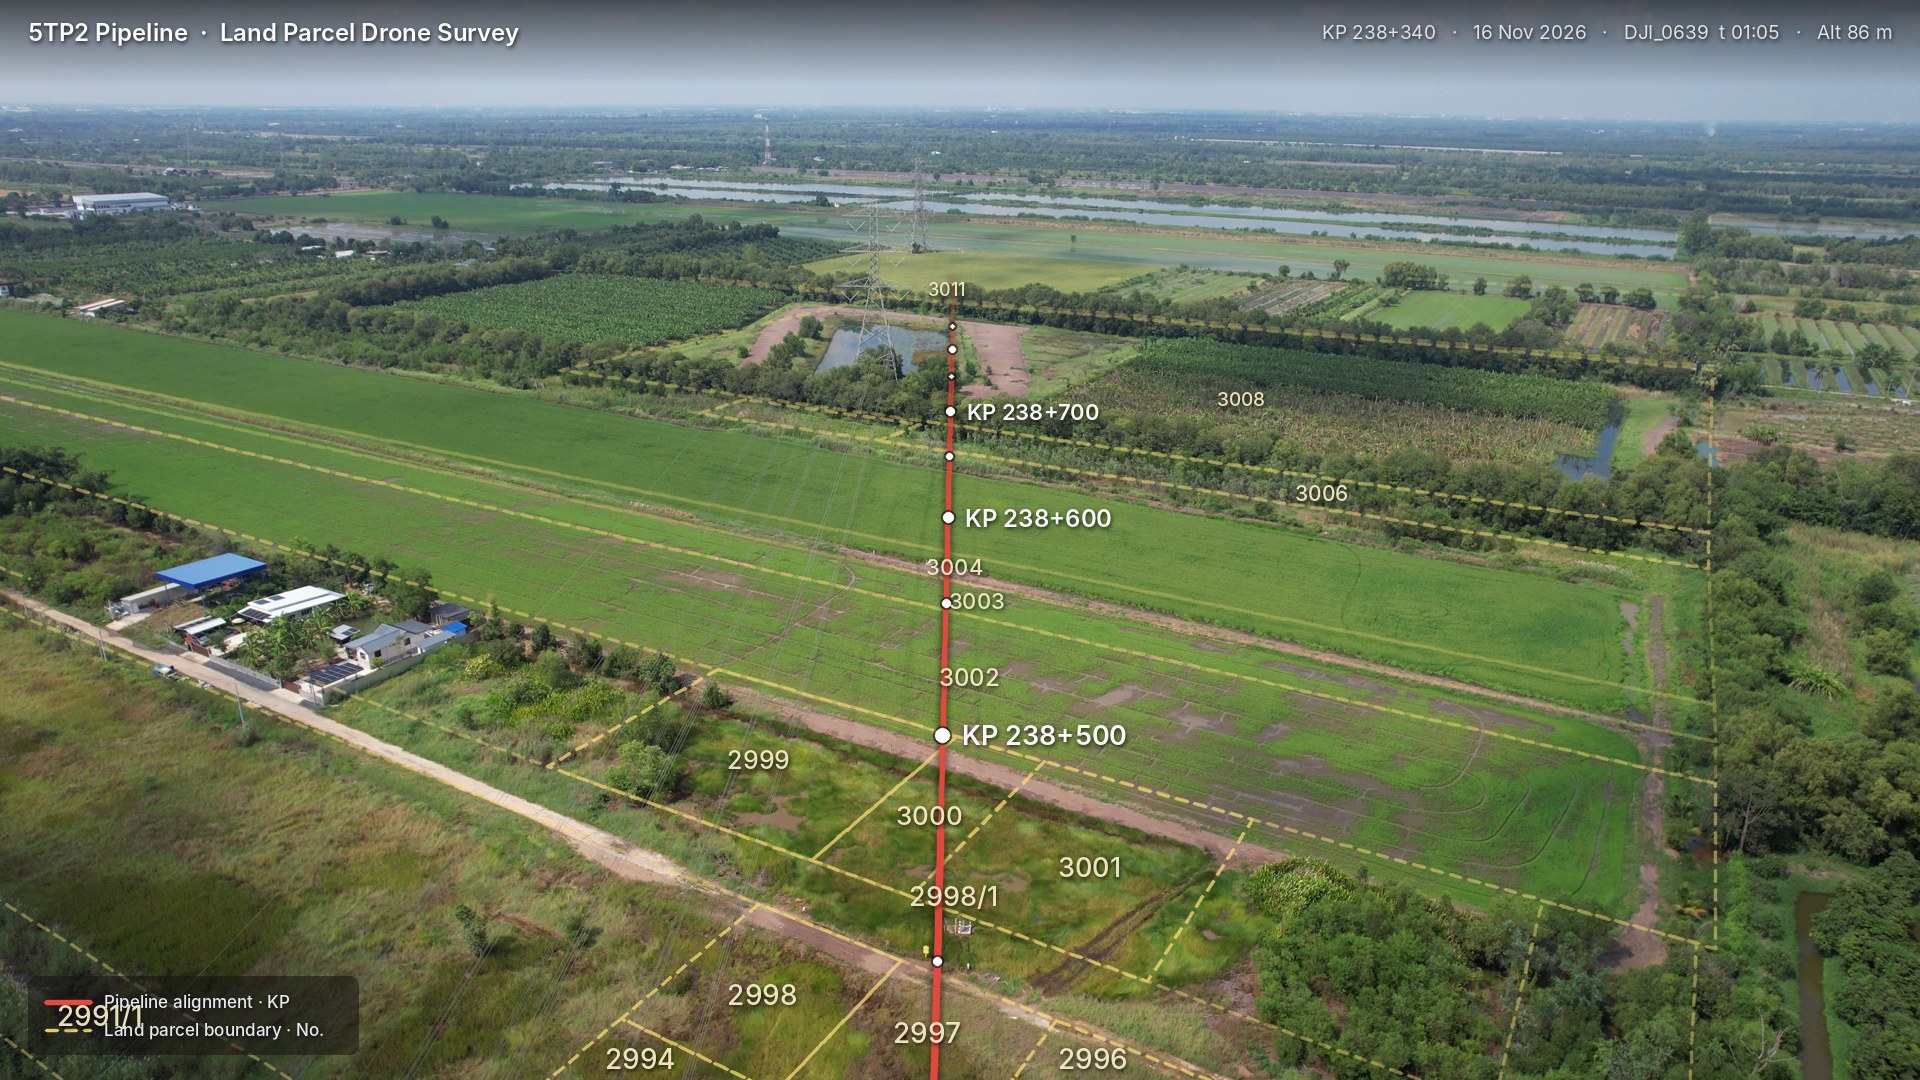 5TP2 Pipeline · Land Parcel Drone Survey
KP 238+340 · 16 Nov 2026 · DJI_0639 t 01:05 · Alt 86 m
3011
3008
KP 238+700
3006
KP 238+600
3004
3003
3002
KP 238+500
2999
3000
3001
2998/1
2998
2997
2994
2996
2991/1
Pipeline alignment · KP
Land parcel boundary · No.